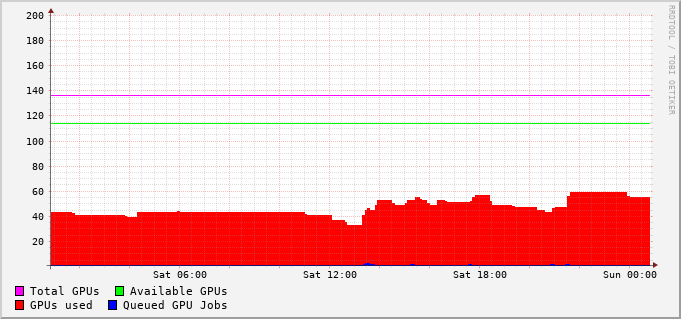 200
180
160
140
120
100
80
60
40
20
Sat 06:00 Sat 12:00 Sat 18:00 Sun 00:00
Total GPUs Available GPUs
GPUs used Queued GPU Jobs
RRDTOOL / TOBI OETIKER